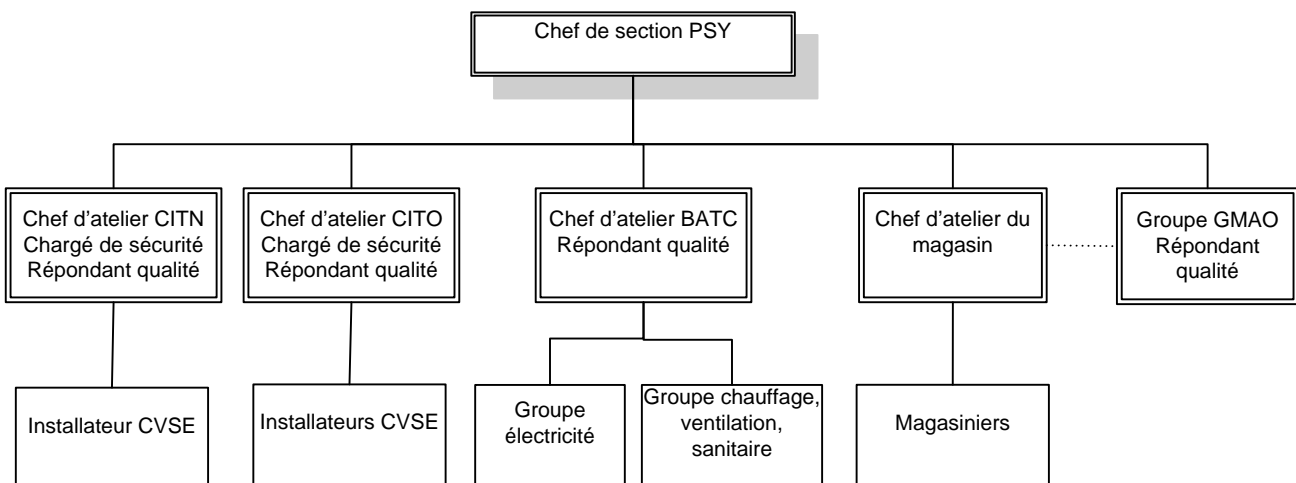 Chef de section PSY
Chef d'atelier CITN
Chargé de sécurité
Répondant qualité
Chef d'atelier CITO
Chargé de sécurité
Répondant qualité
Chef d'atelier BATC
Répondant qualité
Chef d'atelier du
magasin
Groupe GMAO
Répondant
qualité
Installateur CVSE
Installateurs CVSE
Groupe
électricité
Groupe chauffage,
ventilation,
sanitaire
Magasiniers